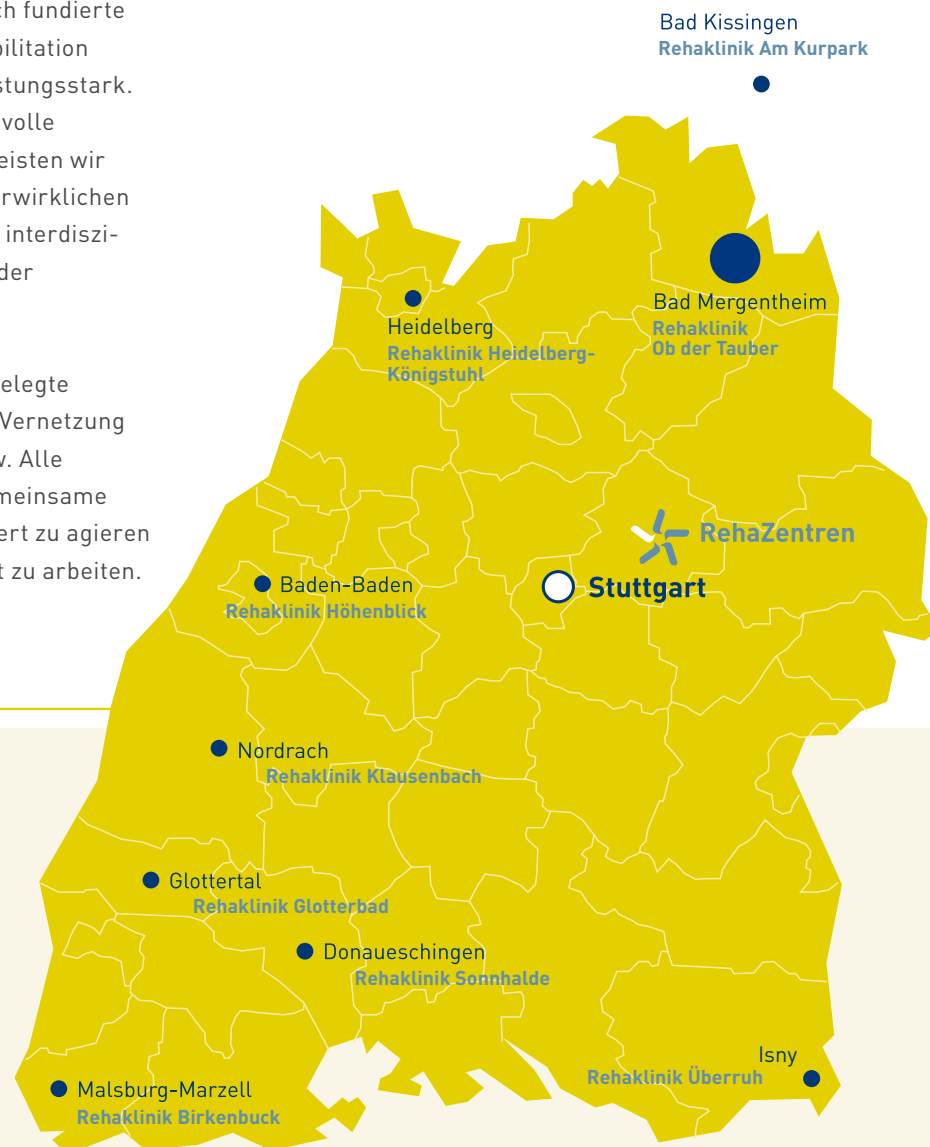 ch fundierte
bilitation
stungsstark.
volle
eisten wir
rwirklichen
interdiszi-
der
elegte
Vernetzung
v. Alle
meinsame
ert zu agieren
t zu arbeiten.
Bad Kissingen
Rehaklinik Am Kurpark
Bad Mergentheim
Rehaklinik
Ob der Tauber
Heidelberg
Rehaklinik Heidelberg-
Königstuhl
RehaZentren
Stuttgart
Baden-Baden
Rehaklinik Höhenblick
Nordrach
Rehaklinik Klausenbach
Glottertal
Rehaklinik Glotterbad
Donaueschingen
Rehaklinik Sonnhalde
Isny
Rehaklinik Überruh
Malsburg-Marzell
Rehaklinik Birkenbuck